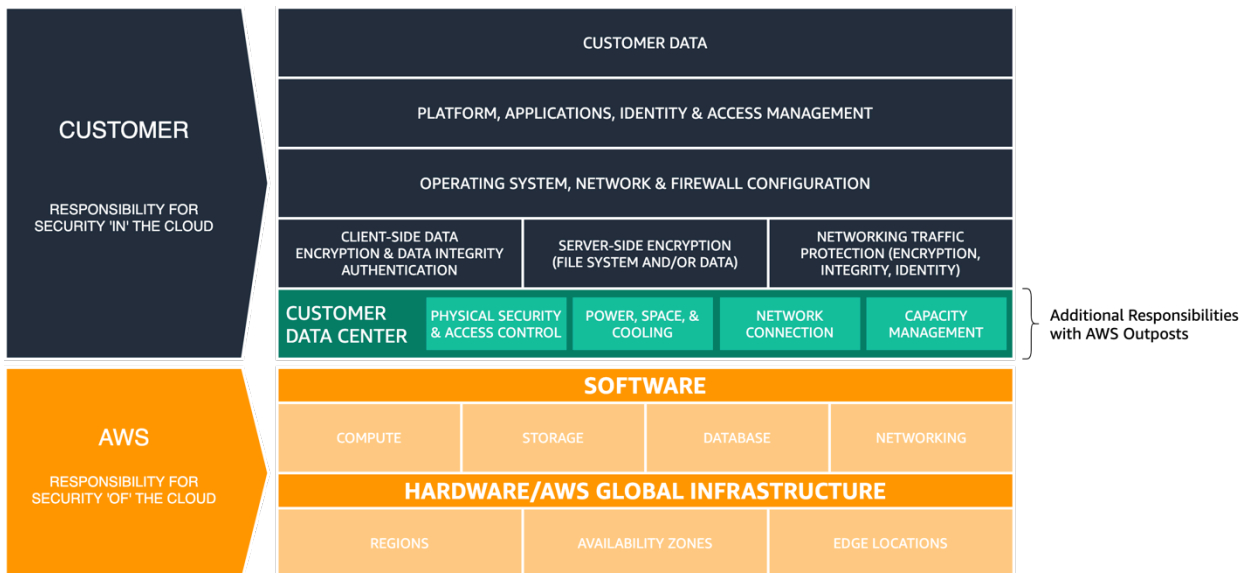 CUSTOMER
RESPONSIBILITY FOR
SECURITY 'IN' THE CLOUD
CUSTOMER DATA
PLATFORM, APPLICATIONS, IDENTITY & ACCESS MANAGEMENT
OPERATING SYSTEM, NETWORK & FIREWALL CONFIGURATION
CLIENT-SIDE DATA
ENCRYPTION & DATA INTEGRITY
AUTHENTICATION
SERVER-SIDE ENCRYPTION
(FILE SYSTEM AND/OR DATA)
NETWORKING TRAFFIC
PROTECTION (ENCRYPTION,
INTEGRITY, IDENTITY)
CUSTOMER
DATA CENTER
PHYSICAL SECURITY
& ACCESS CONTROL
POWER, SPACE, &
COOLING
NETWORK
CONNECTION
CAPACITY
MANAGEMENT
Additional Responsibilities
with AWS Outposts
AWS
RESPONSIBILITY FOR
SECURITY 'OF' THE CLOUD
SOFTWARE
COMPUTE
STORAGE
DATABASE
NETWORKING
HARDWARE/AWS GLOBAL INFRASTRUCTURE
REGIONS
AVAILABILITY ZONES
EDGE LOCATIONS